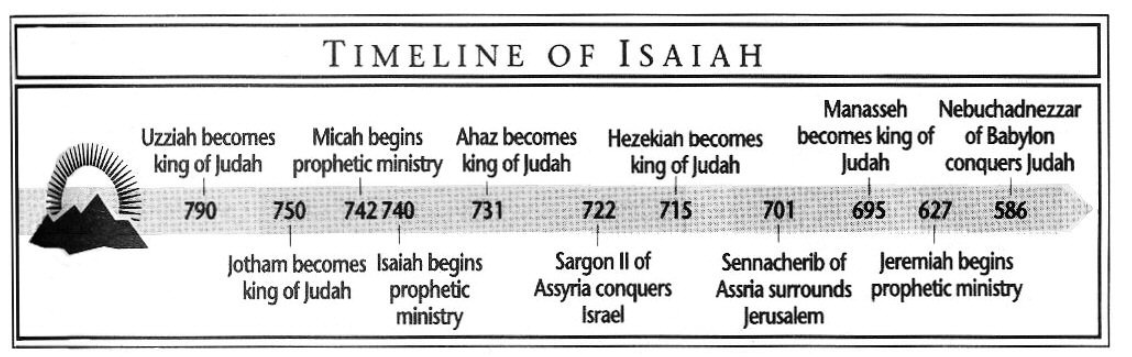 TIMELINE OF ISAIAH
Uzziah becomes
king of Judah
Micah begins
prophetic ministry
Ahaz becomes
king of Judah
Hezekiah becomes
king of Judah
Manasseh
becomes king of
Judah
Nebuchadnezzar
of Babylon
conquers Judah
790 750 742 740 731 722 715 701 695 627 586
Jotham becomes
king of Judah
Isaiah begins
prophetic
ministry
Sargon II of
Assyria conquers
Israel
Sennacherib of
Assria surrounds
Jerusalem
Jeremiah begins
prophetic ministry